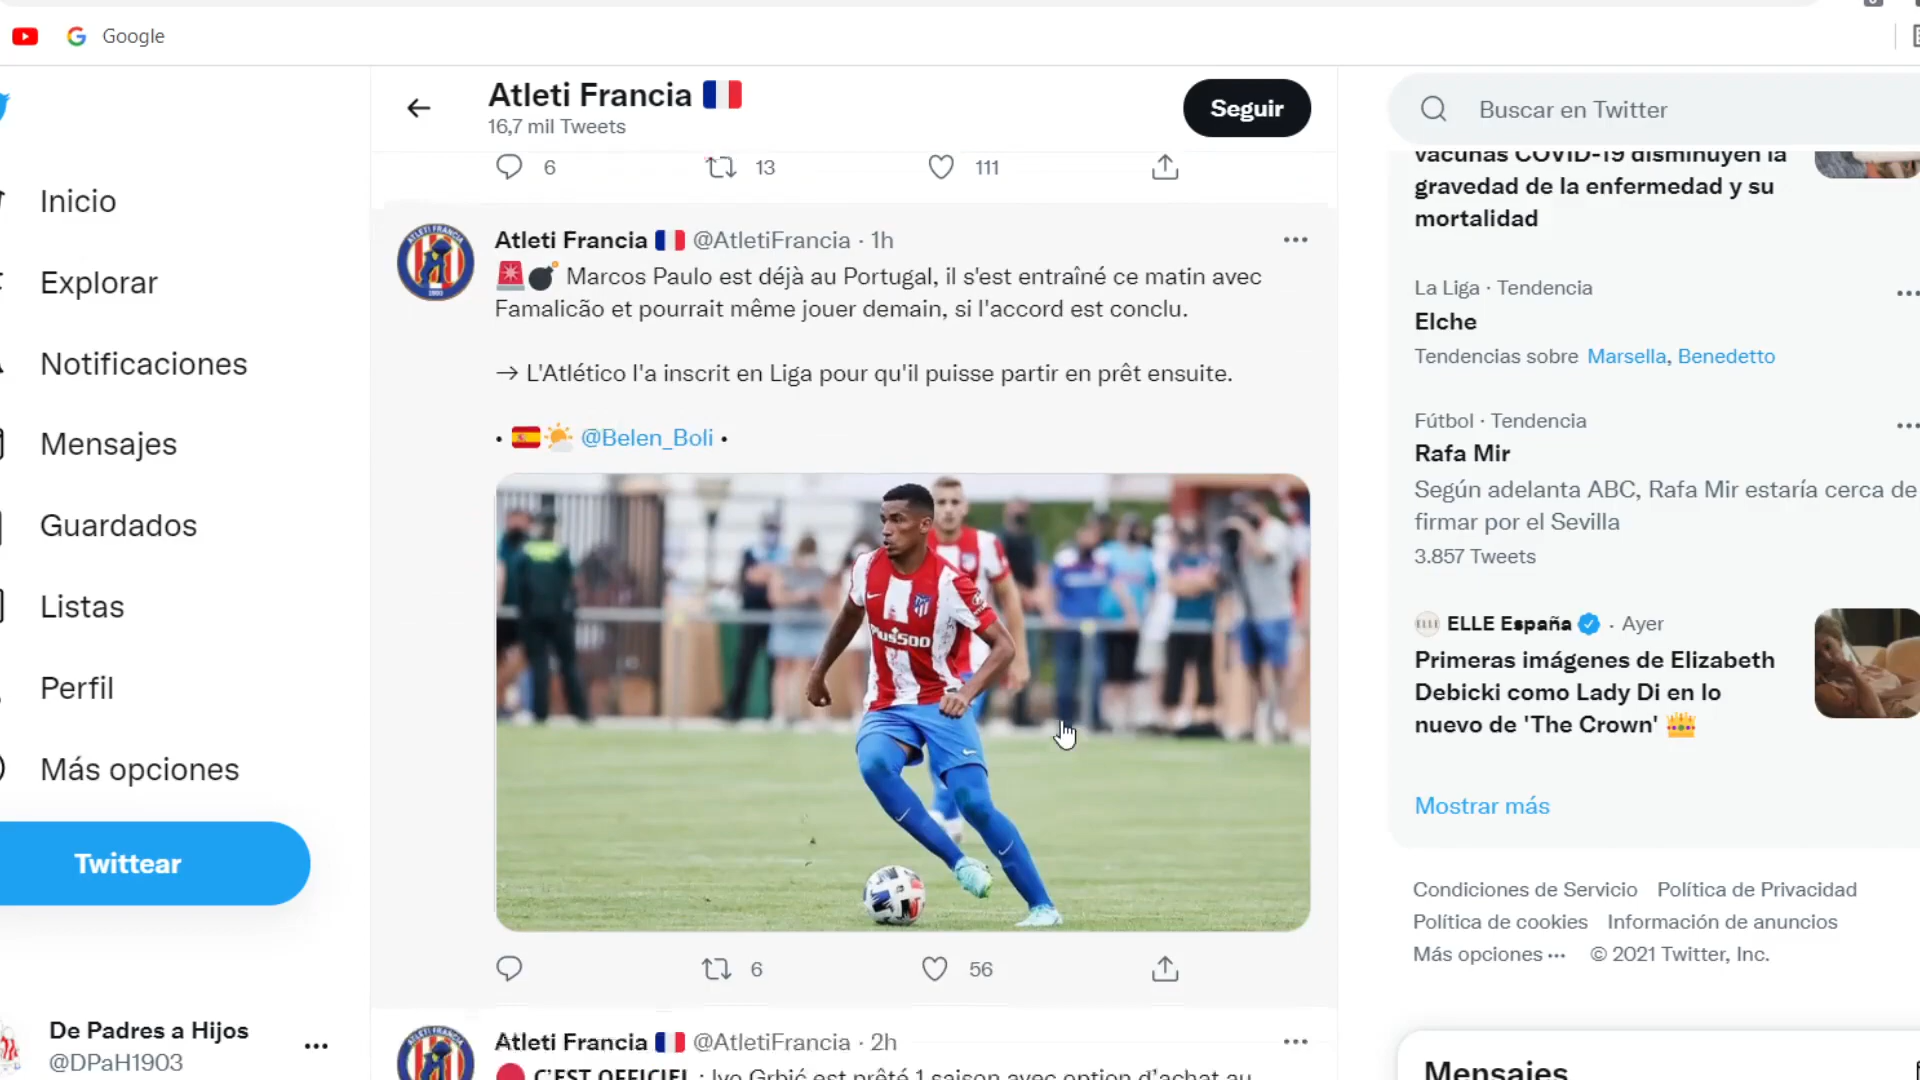 Google
Atleti Francia
16,7 mil Tweets
Seguir
Buscar en Twitter
6
13
111
Inicio
Explorar
Notificaciones
Mensajes
Guardados
Listas
Perfil
Más opciones
Twittear
De Padres a Hijos
@DPaH1903
Atleti Francia @AtletiFrancia · 1h
Marcos Paulo est déjà au Portugal, il s'est entraîné ce matin avec
Famalicão et pourrait même jouer demain, si l'accord est conclu.
→ L'Atlético l'a inscrit en Liga pour qu'il puisse partir en prêt ensuite.
• @Belen_Boli •
Plus500
6
56
Atleti Francia @AtletiFrancia · 2h
C'EST OFFICIEL : Ivo Grbić est prêté 1 saison avec option d'achat au
vacunas COVID-19 disminuyen la
gravedad de la enfermedad y su
mortalidad
La Liga · Tendencia
Elche
Tendencias sobre Marsella, Benedetto
Fútbol · Tendencia
Rafa Mir
Según adelanta ABC, Rafa Mir estaría cerca de
firmar por el Sevilla
3.857 Tweets
ELLE España · Ayer
Primeras imágenes de Elizabeth
Debicki como Lady Di en lo
nuevo de 'The Crown'
Mostrar más
Condiciones de Servicio Política de Privacidad
Política de cookies Información de anuncios
Más opciones ··· © 2021 Twitter, Inc.
Mensajes